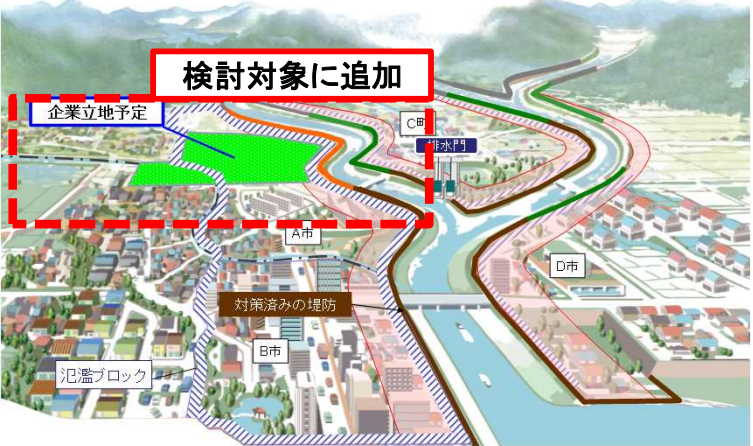 検討対象に追加
企業立地予定
C町
排水門
A市
D市
対策済みの堤防
B市
氾濫ブロック